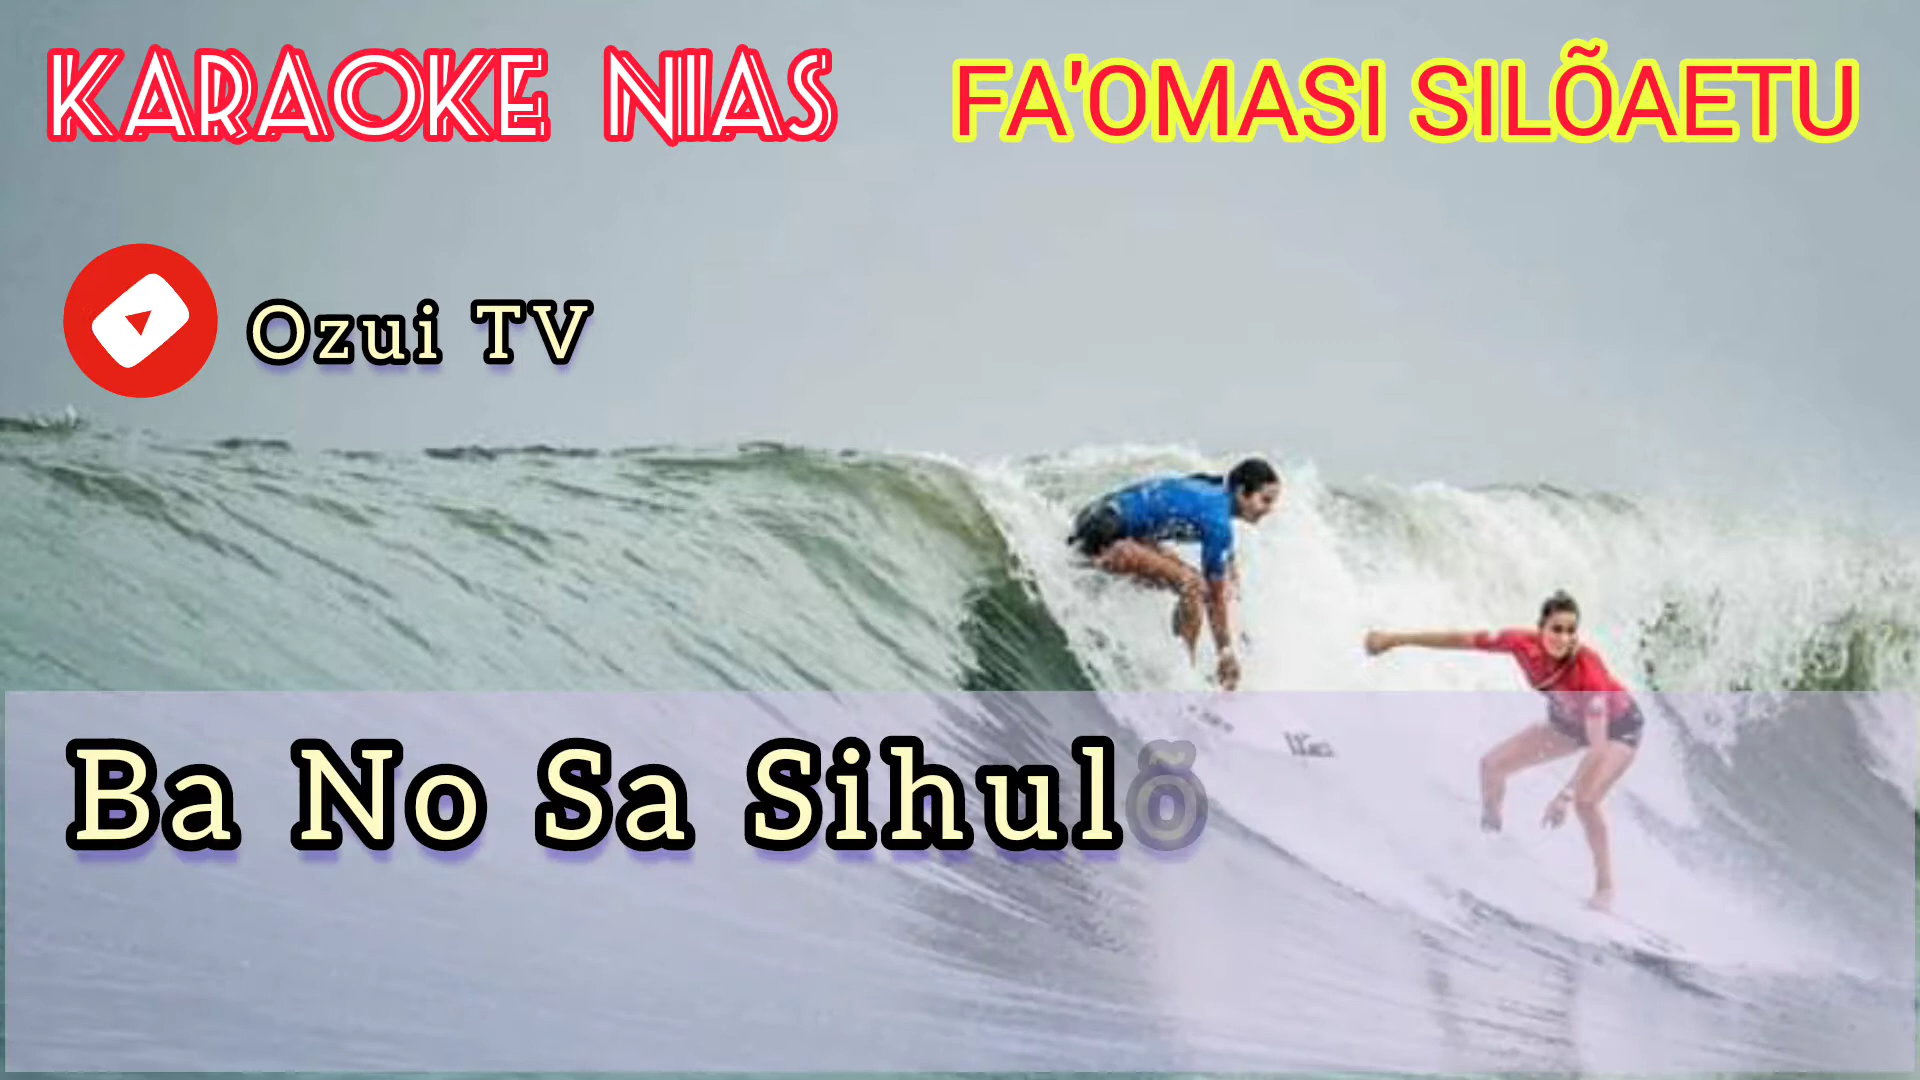 KARAOKE NIAS
FA'OMASI SILÕAETU
Ozui TV
Ba No Sa Sihulõ